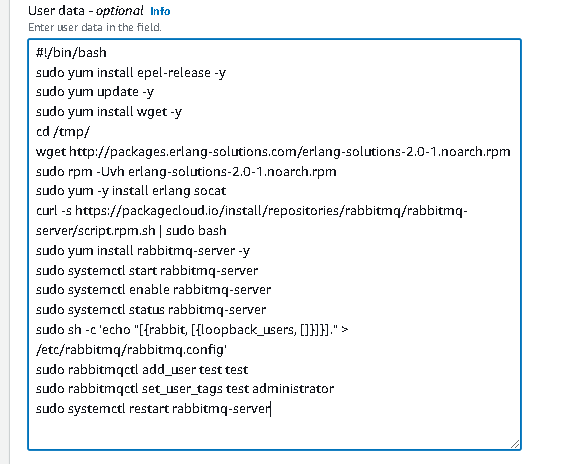 User data - optional Info
Enter user data in the field.
#!/bin/bash
sudo yum install epel-release -y
sudo yum update -y
sudo yum install wget -y
cd /tmp/
wget http://packages.erlang-solutions.com/erlang-solutions-2.0-1.noarch.rpm
sudo rpm -Uvh erlang-solutions-2.0-1.noarch.rpm
sudo yum -y install erlang socat
curl -s https://packagecloud.io/install/repositories/rabbitmq/rabbitmq-
server/script.rpm.sh | sudo bash
sudo yum install rabbitmq-server -y
sudo systemctl start rabbitmq-server
sudo systemctl enable rabbitmq-server
sudo systemctl status rabbitmq-server
sudo sh -c 'echo "[{rabbit, [{loopback_users, []}]}]." >
/etc/rabbitmq/rabbitmq.config'
sudo rabbitmqctl add_user test test
sudo rabbitmqctl set_user_tags test administrator
sudo systemctl restart rabbitmq-server